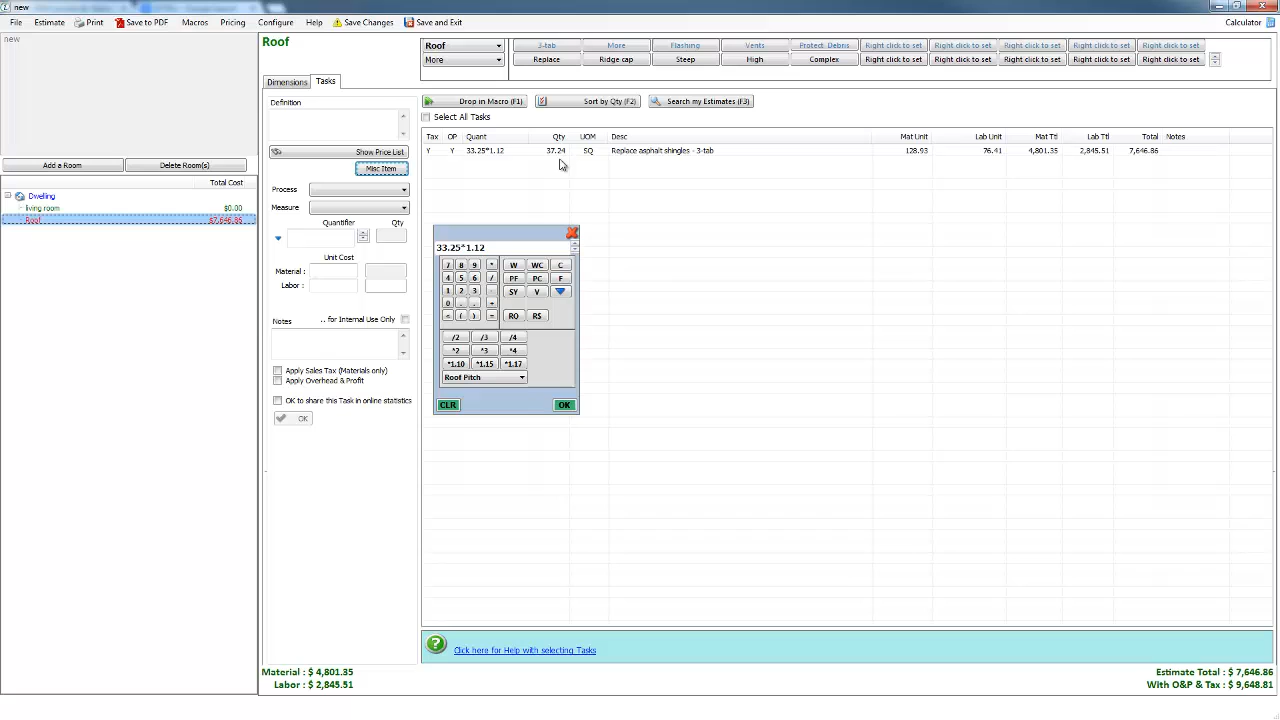 new
File Estimate Print Save to PDF Macros Pricing Configure Help Save Changes Save and Exit Calculator
new
Add a Room Delete Room(s)
Total Cost
Dwelling
living room $0.00
Roof $7,646.86
Roof
Roof
More
3-tab More Flashing Vents Protect Debris Right click to set Right click to set Right click to set Right click to set Right click to set
Replace Ridge cap Steep High Complex Right click to set Right click to set Right click to set Right click to set Right click to set
Dimensions Tasks
Definition
Show Price List
Misc Item
Process
Measure
Quantifier Qty
Unit Cost
Material :
Labor :
Notes .. for Internal Use Only
Apply Sales Tax (Materials only)
Apply Overhead & Profit
OK to share this Task in online statistics
OK
Drop in Macro (F1) Sort by Qty (F2) Search my Estimates (F3)
Select All Tasks
Tax OP Quant Qty UOM Desc Mat Unit Lab Unit Mat Ttl Lab Ttl Total Notes
Y Y 33.25*1.12 37.24 SQ Replace asphalt shingles - 3-tab 128.93 76.41 4,801.35 2,845.51 7,646.86
33.25*1.12
7 8 9 * W WC C
4 5 6 / PF PC F
1 2 3 - SY V
0 . , +
< ( ) = RO RS
/2 /3 /4
*2 *3 *4
*1.10 *1.15 *1.17
Roof Pitch
CLR OK
Click here for Help with selecting Tasks
Material : $ 4,801.35
Labor : $ 2,845.51
Estimate Total : $ 7,646.86
With O&P & Tax : $ 9,648.81